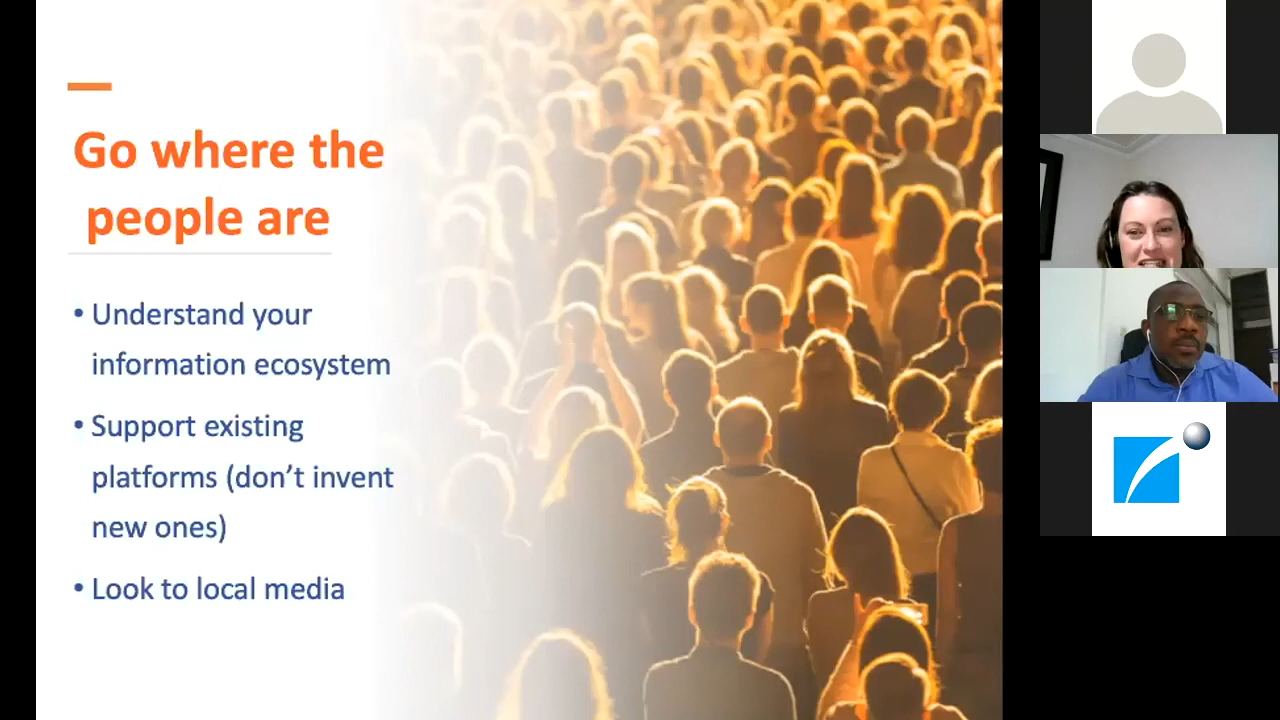 Go where the
people are
• Understand your
information ecosystem
• Support existing
platforms (don’t invent
new ones)
• Look to local media